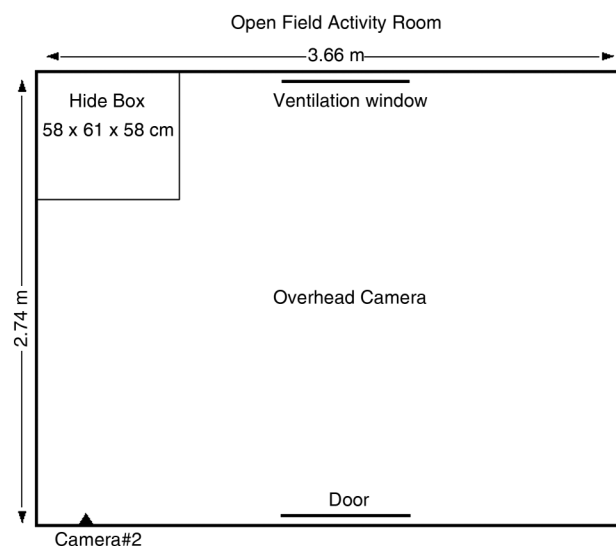 Open Field Activity Room
3.66 m
Hide Box
58 x 61 x 58 cm
Ventilation window
2.74 m
Overhead Camera
Door
Camera#2